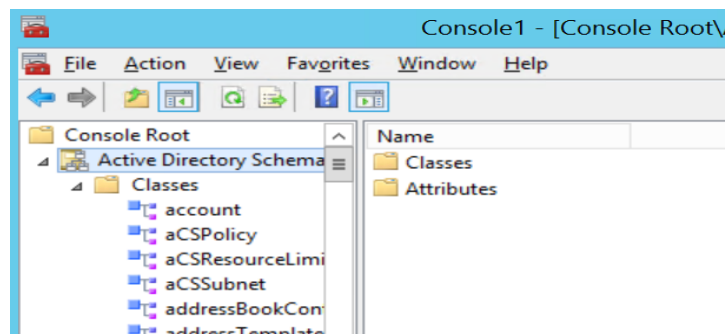 Console1 - [Console Root\
File Action View Favorites Window Help
Console Root
Active Directory Schema
Classes
account
aCSPolicy
aCSResourceLimi
aCSSubnet
addressBookCon
addressTemplate
Name
Classes
Attributes